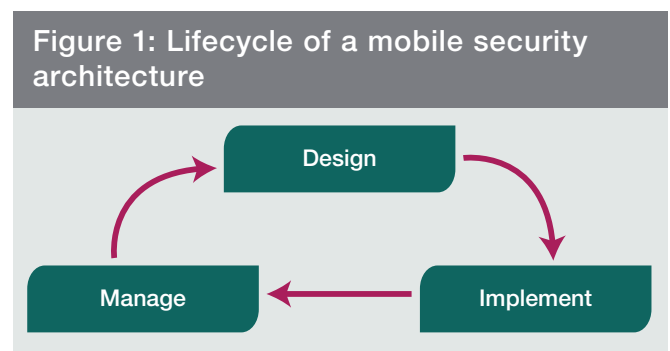 Figure 1: Lifecycle of a mobile security
architecture
Design
Manage
Implement